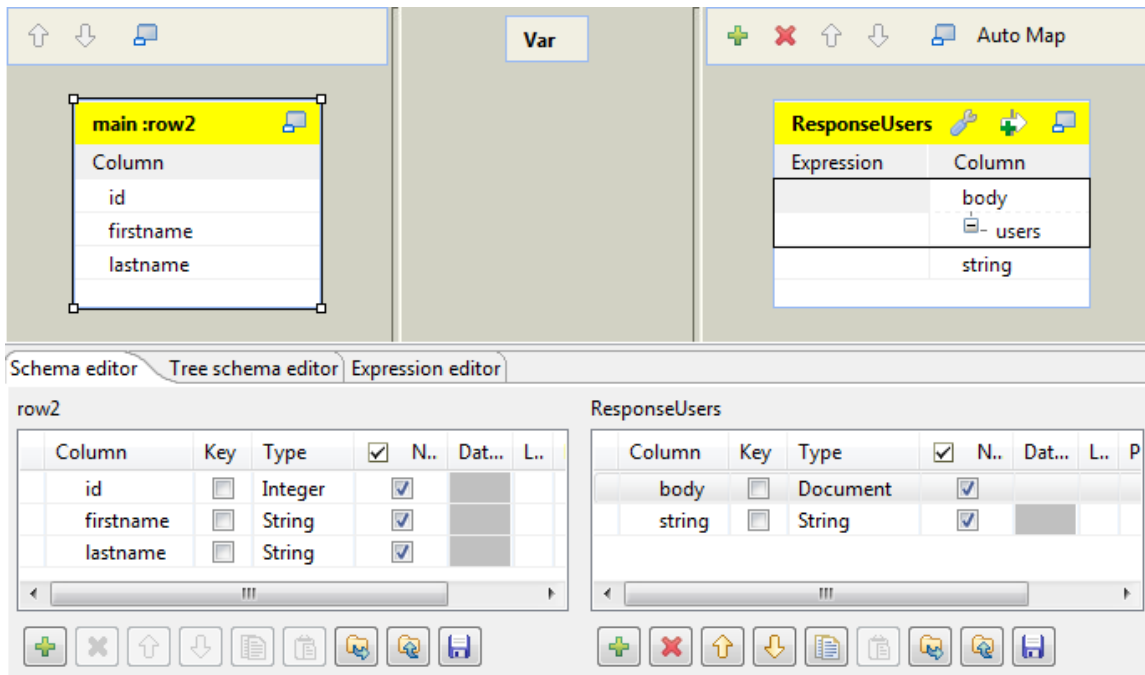 Var
Auto Map
main :row2
Column
id
firstname
lastname
ResponseUsers
Expression Column
body
users
string
Schema editor Tree schema editor Expression editor
row2
Column Key Type N.. Dat... L..
id Integer
firstname String
lastname String
ResponseUsers
Column Key Type N.. Dat... L.. P
body Document
string String